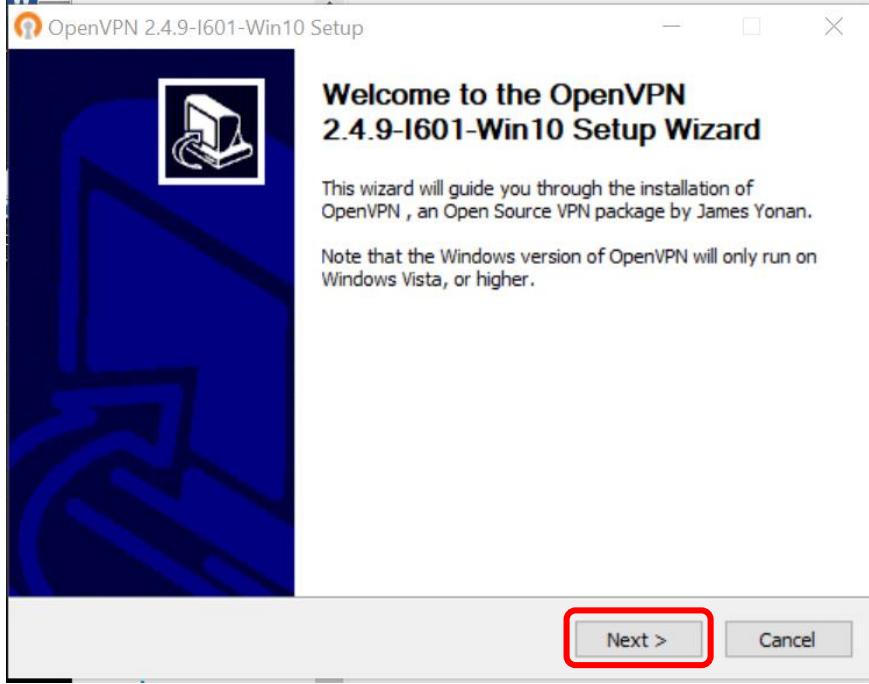 OpenVPN 2.4.9-I601-Win10 Setup
Welcome to the OpenVPN
2.4.9-I601-Win10 Setup Wizard
This wizard will guide you through the installation of
OpenVPN , an Open Source VPN package by James Yonan.
Note that the Windows version of OpenVPN will only run on
Windows Vista, or higher.
Next >
Cancel